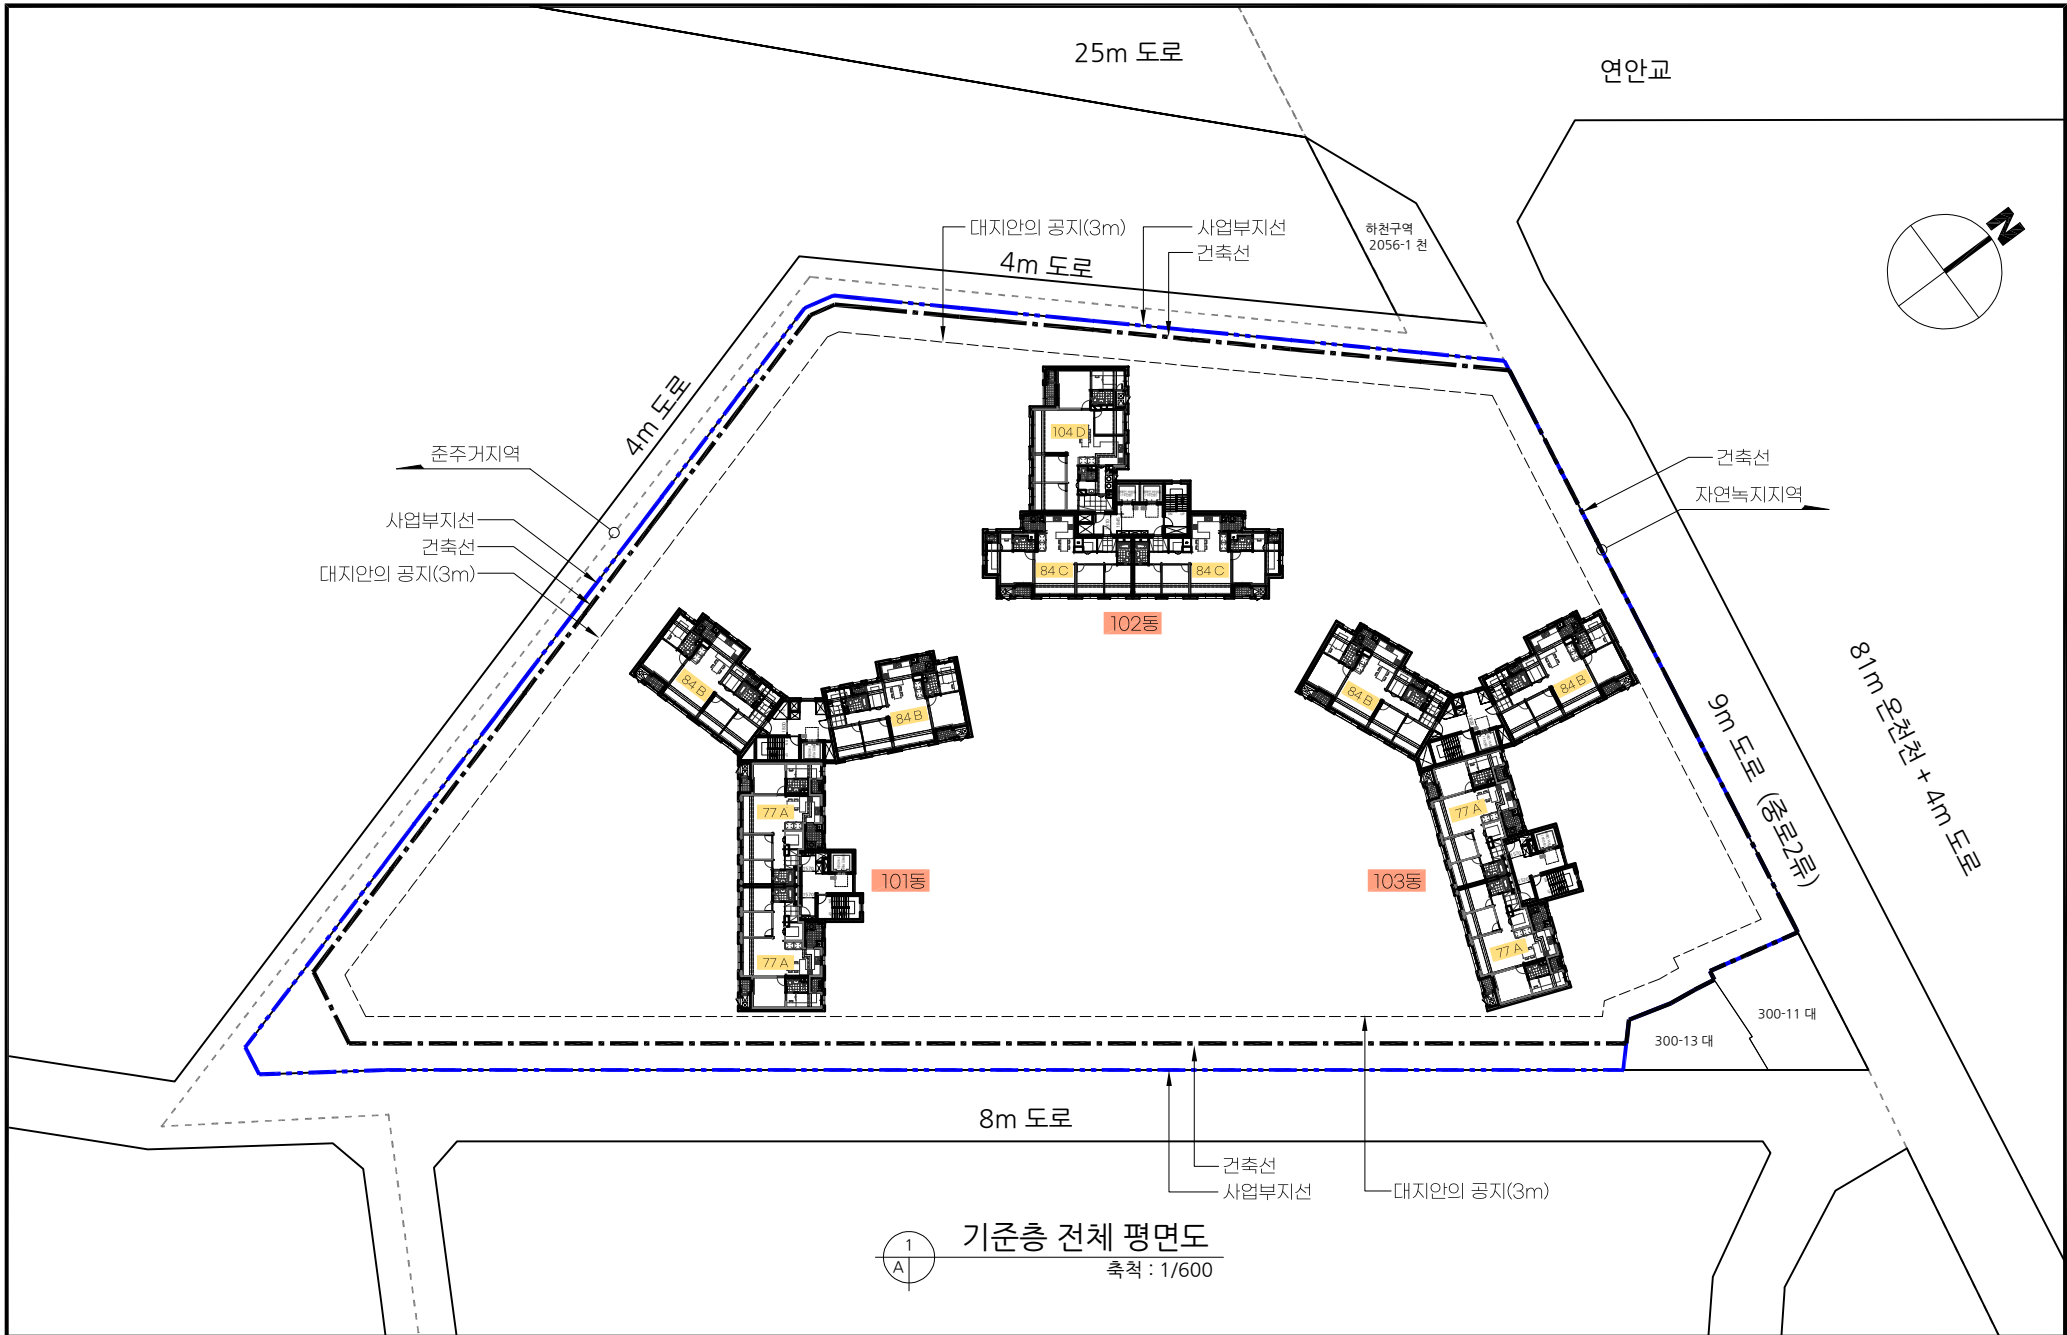 25m 도로
연안교
N
하천구역
2056-1 천
대지안의 공지(3m)
사업부지선
건축선
4m 도로
4m 도로
준주거지역
사업부지선
건축선
대지안의 공지(3m)
건축선
자연녹지지역
104 D
84 C
84 C
102동
84 B
84 B
84 B
84 B
9m 도로 (중로2류)
81m 온천천 + 4m 도로
77 A
77 A
101동
103동
77 A
77 A
300-11 대
300-13 대
8m 도로
건축선
사업부지선
대지안의 공지(3m)
1
A
기준층 전체 평면도
축척 : 1/600